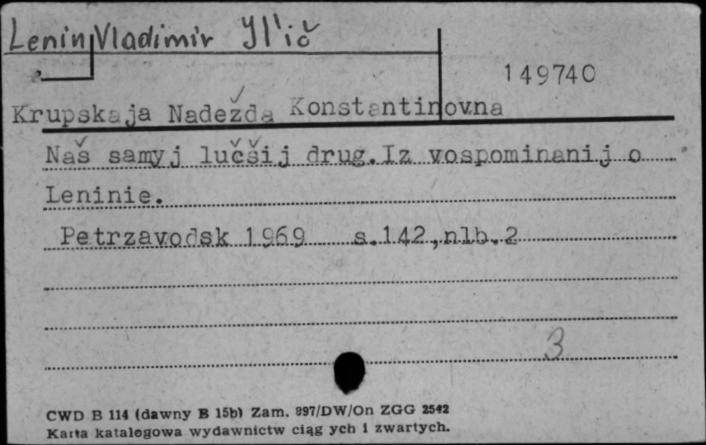 Lenin Vladimir Il'ič
149740
Krupskaja Nadežda Konstantinovna
Naš samyj lučšij drug. Iz vospominanij o
Leninie.
Petrzavodsk 1969 s.142,nlb.2
3
CWD B 114 (dawny B 15b) Zam. 997/DW/On ZGG 2542
Karta katalogowa wydawnictw ciąg ych i zwartych.